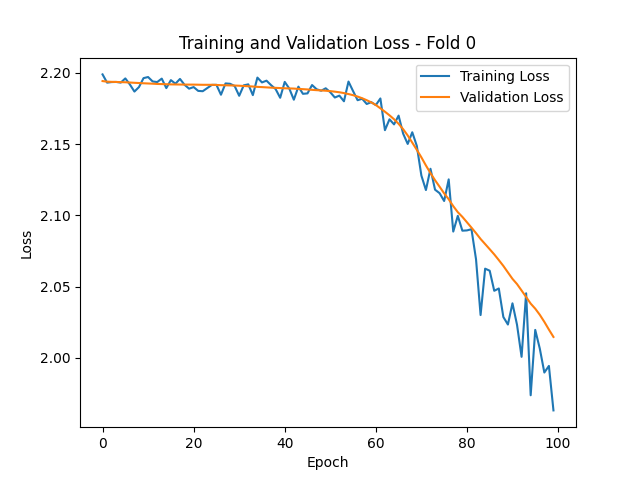 Training and Validation Loss - Fold 0
Training Loss
Validation Loss
2.20
2.15
2.10
2.05
2.00
Loss
0 20 40 60 80 100
Epoch